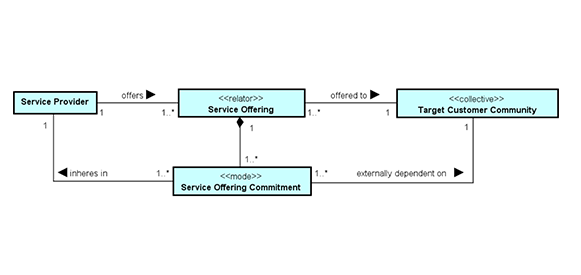 Service Provider
1
offers ▶
1
1..*
<<relator>>
Service Offering
1..*
offered to ▶
1
<<collective>>
Target Customer Community
1
1
1..*
1
◀ inheres in
1..*
<<mode>>
Service Offering Commitment
1..*
externally dependent on ▶